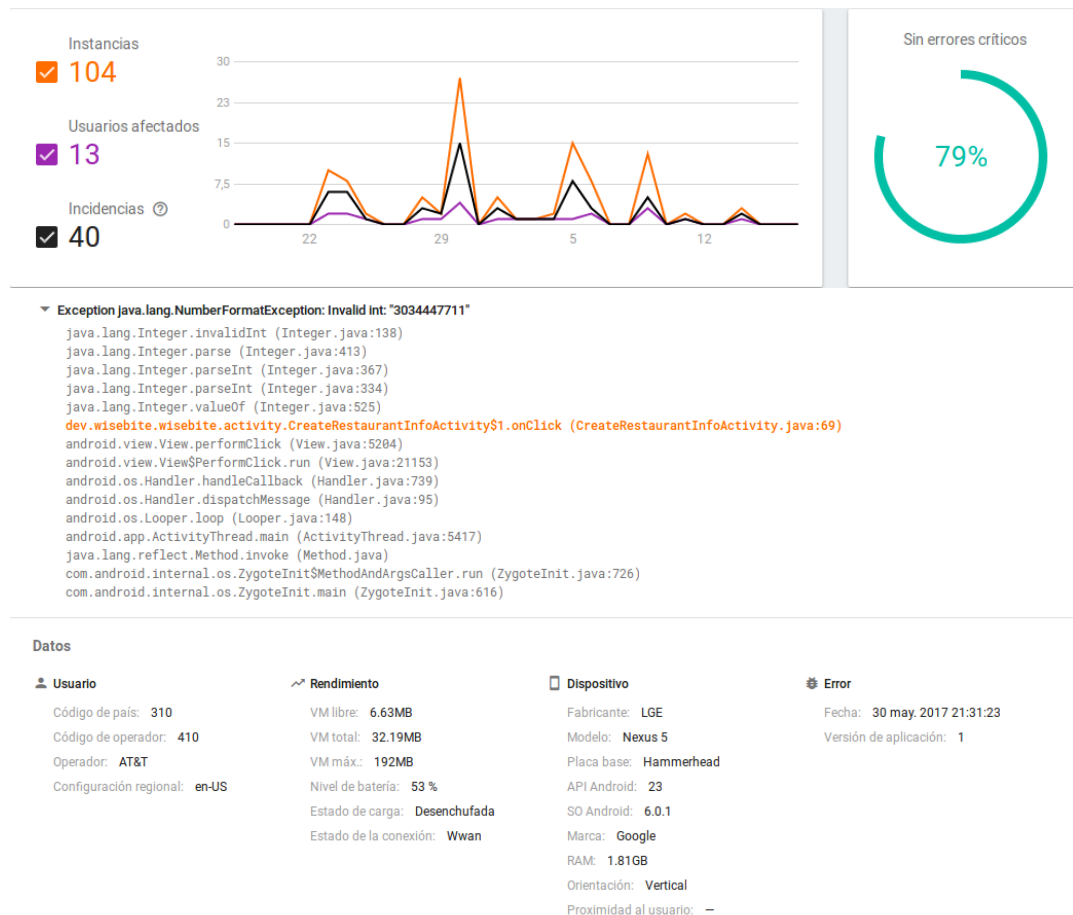 Instancias
104
Usuarios afectados
13
Incidencias
40
30
23
15
7,5
0
22
29
5
12
Sin errores críticos
79%
Exception java.lang.NumberFormatException: Invalid int: "3034447711"
java.lang.Integer.invalidInt (Integer.java:138)
java.lang.Integer.parse (Integer.java:413)
java.lang.Integer.parseInt (Integer.java:367)
java.lang.Integer.parseInt (Integer.java:334)
java.lang.Integer.valueOf (Integer.java:525)
dev.wisebite.wisebite.activity.CreateRestaurantInfoActivity$1.onClick (CreateRestaurantInfoActivity.java:69)
android.view.View.performClick (View.java:5204)
android.view.View$PerformClick.run (View.java:21153)
android.os.Handler.handleCallback (Handler.java:739)
android.os.Handler.dispatchMessage (Handler.java:95)
android.os.Looper.loop (Looper.java:148)
android.app.ActivityThread.main (ActivityThread.java:5417)
java.lang.reflect.Method.invoke (Method.java)
com.android.internal.os.ZygoteInit$MethodAndArgsCaller.run (ZygoteInit.java:726)
com.android.internal.os.ZygoteInit.main (ZygoteInit.java:616)
Datos
Usuario
Código de país: 310
Código de operador: 410
Operador: AT&T
Configuración regional: en-US
Rendimiento
VM libre: 6.63MB
VM total: 32.19MB
VM máx.: 192MB
Nivel de batería: 53 %
Estado de carga: Desenchufada
Estado de la conexión: Wwan
Dispositivo
Fabricante: LGE
Modelo: Nexus 5
Placa base: Hammerhead
API Android: 23
SO Android: 6.0.1
Marca: Google
RAM: 1.81GB
Orientación: Vertical
Proximidad al usuario: —
Error
Fecha: 30 may. 2017 21:31:23
Versión de aplicación: 1